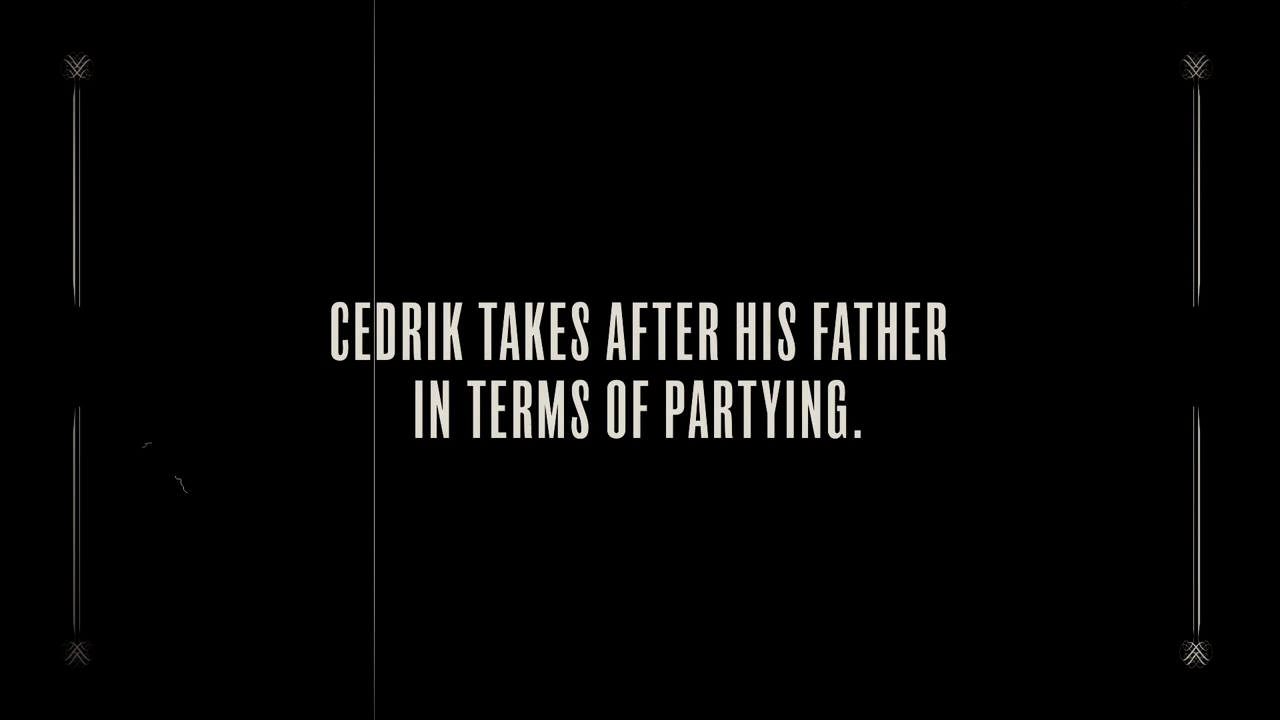 CEDRIK TAKES AFTER HIS FATHER
IN TERMS OF PARTYING.